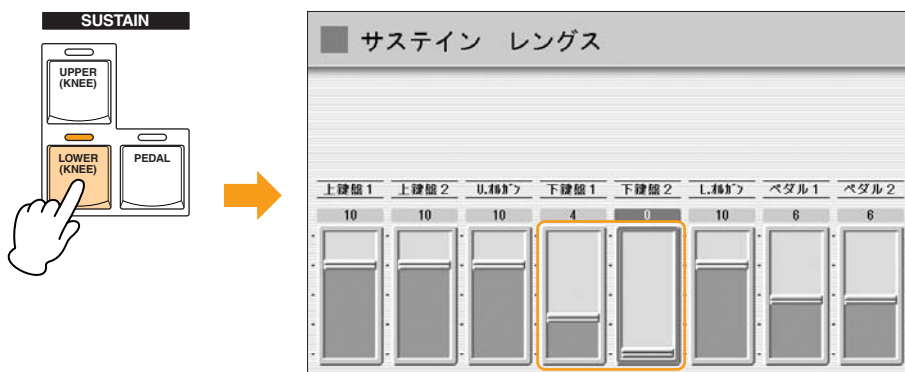 SUSTAIN
UPPER
(KNEE)
LOWER
(KNEE)
PEDAL
サステイン レングス
上鍵盤1 上鍵盤2 U.オルガン 下鍵盤1 下鍵盤2 L.オルガン ペダル1 ペダル2
10 10 10 4 0 10 6 6